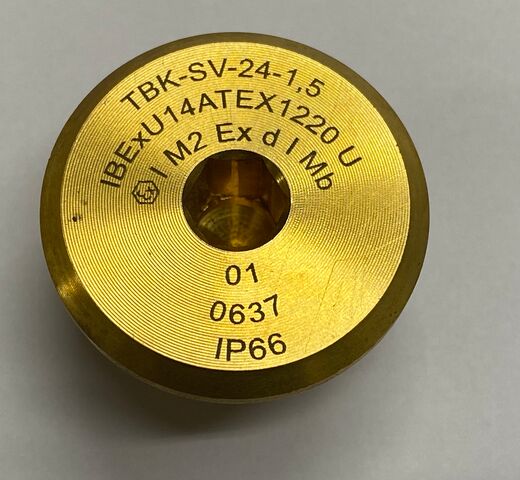 TBK-SV-24-1,5
IBExU14ATEX1220 U
I M2 Ex d I Mb
01
0637
IP66